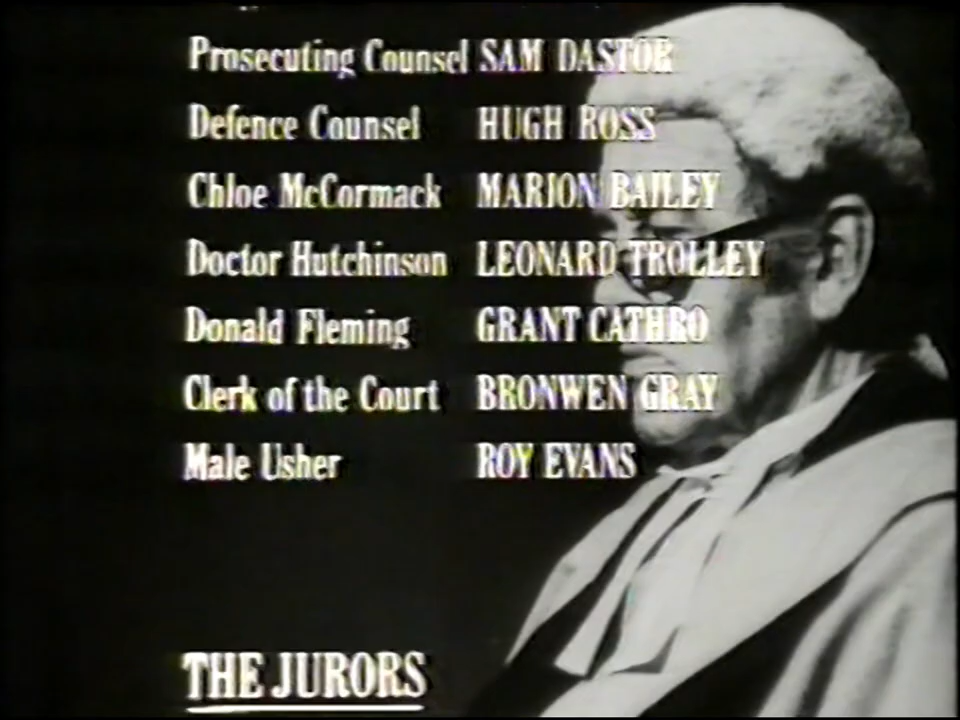 Prosecuting Counsel SAM DASTOR
Defence Counsel HUGH ROSS
Chloe McCormack MARION BAILEY
Doctor Hutchinson LEONARD TROLLEY
Donald Fleming GRANT CATHRO
Clerk of the Court BRONWEN GRAY
Male Usher ROY EVANS
THE JURORS